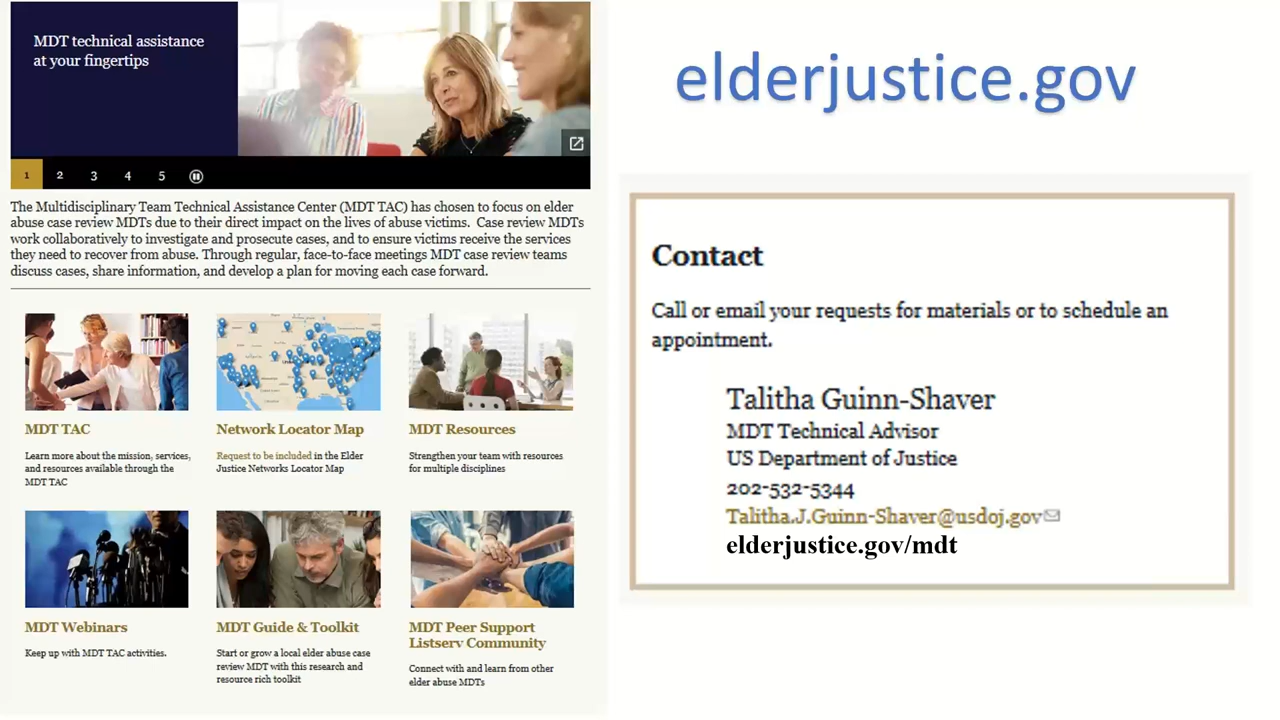 MDT technical assistance
at your fingertips
1 2 3 4 5
The Multidisciplinary Team Technical Assistance Center (MDT TAC) has chosen to focus on elder
abuse case review MDTs due to their direct impact on the lives of abuse victims.  Case review MDTs
work collaboratively to investigate and prosecute cases, and to ensure victims receive the services
they need to recover from abuse. Through regular, face-to-face meetings MDT case review teams
discuss cases, share information, and develop a plan for moving each case forward.
MDT TAC
Learn more about the mission, services,
and resources available through the
MDT TAC
Network Locator Map
Request to be included in the Elder
Justice Networks Locator Map
MDT Resources
Strengthen your team with resources
for multiple disciplines
MDT Webinars
Keep up with MDT TAC activities.
MDT Guide & Toolkit
Start or grow a local elder abuse case
review MDT with this research and
resource rich toolkit
MDT Peer Support
Listserv Community
Connect with and learn from other
elder abuse MDTs
elderjustice.gov
Contact
Call or email your requests for materials or to schedule an
appointment.
Talitha Guinn-Shaver
MDT Technical Advisor
US Department of Justice
202-532-5344
Talitha.J.Guinn-Shaver@usdoj.gov
elderjustice.gov/mdt